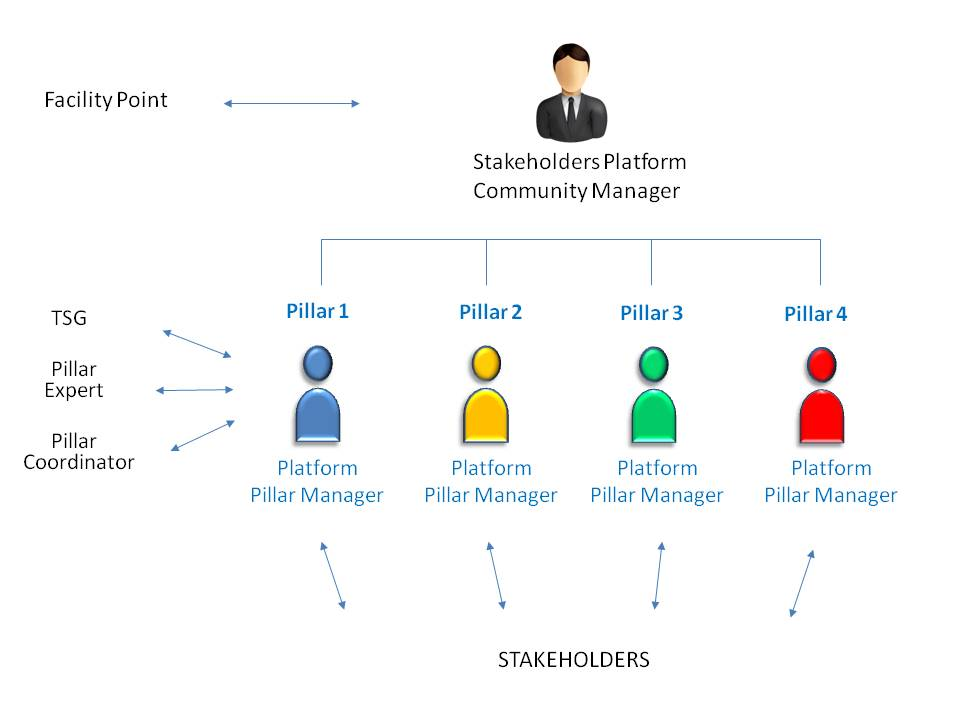 Facility Point
Stakeholders Platform
Community Manager
Pillar 1
Pillar 2
Pillar 3
Pillar 4
TSG
Pillar
Expert
Pillar
Coordinator
Platform
Pillar Manager
Platform
Pillar Manager
Platform
Pillar Manager
Platform
Pillar Manager
STAKEHOLDERS